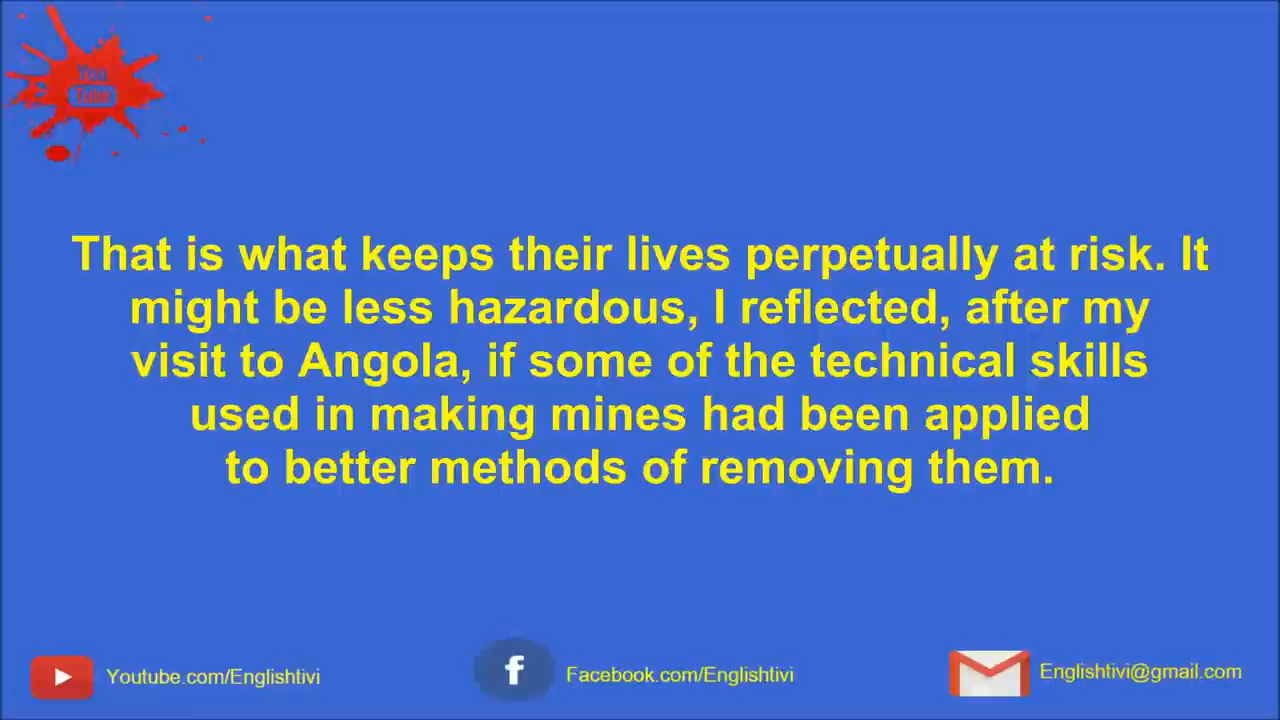 You
Tube
That is what keeps their lives perpetually at risk. It
might be less hazardous, I reflected, after my
visit to Angola, if some of the technical skills
used in making mines had been applied
to better methods of removing them.
Youtube.com/Englishtivi
f
Facebook.com/Englishtivi
Englishtivi@gmail.com